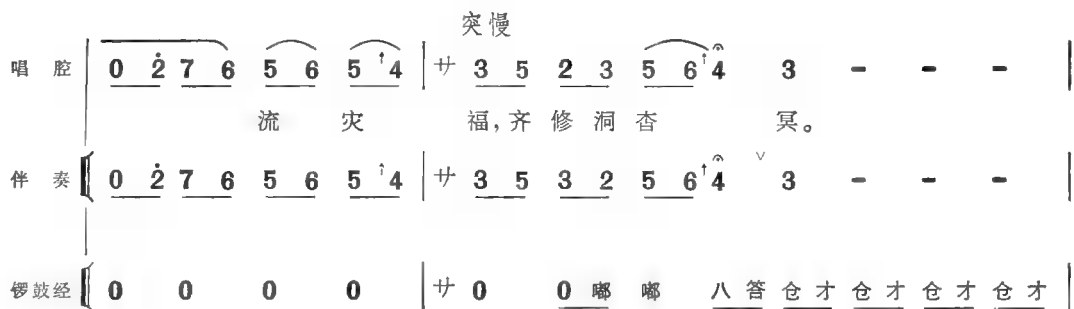 突慢
唱腔 0 2̇ 7 6 5 6 5 ↑4 | サ 3 5 2 3 5 6 ↑4 3 - - - |
流 灾 福，齐 修 洞 杳 冥。
伴奏 0 2̇ 7 6 5 6 5 ↑4 | サ 3 5 3 2 5 6 ↑4 ∨ 3 - - - |
锣鼓经 0 0 0 0 | サ 0 0 嘟 嘟 八 答 仓 才 仓 才 仓 才 仓 才 |